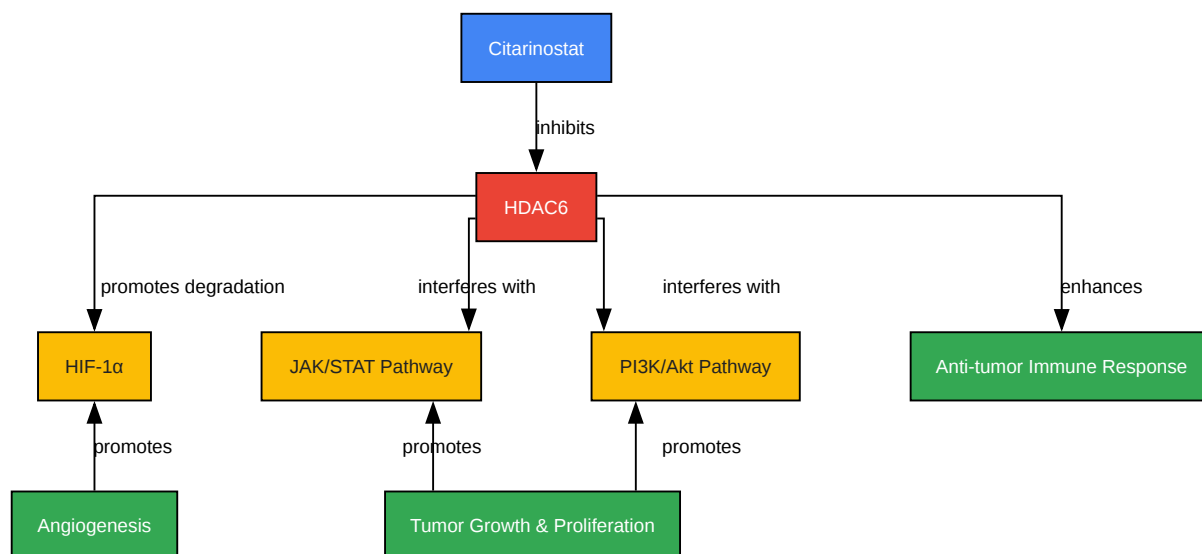 Citarinostat
inhibits
HDAC6
promotes degradation
interferes with
interferes with
enhances
HIF-1α
JAK/STAT Pathway
PI3K/Akt Pathway
Anti-tumor Immune Response
promotes
promotes
promotes
Angiogenesis
Tumor Growth & Proliferation